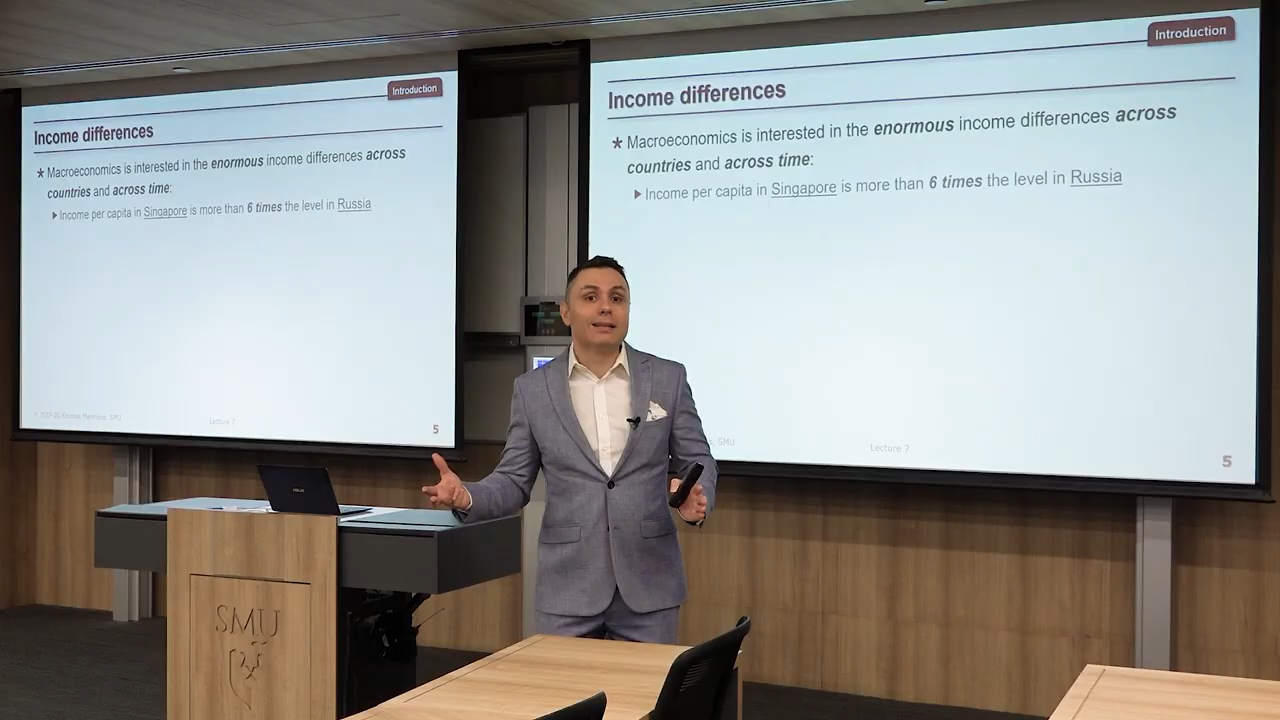 Introduction
Income differences
* Macroeconomics is interested in the enormous income differences across
countries and across time:
Income per capita in Singapore is more than 6 times the level in Russia
Lecture 7
5
Introduction
Income differences
* Macroeconomics is interested in the enormous income differences across
countries and across time:
Income per capita in Singapore is more than 6 times the level in Russia
SMU
Lecture 7
5
SMU